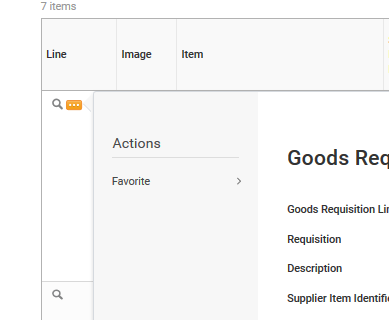 7 items
Line Image Item
Actions
Goods Req
Favorite
Goods Requisition Lin
Requisition
Description
Supplier Item Identifi